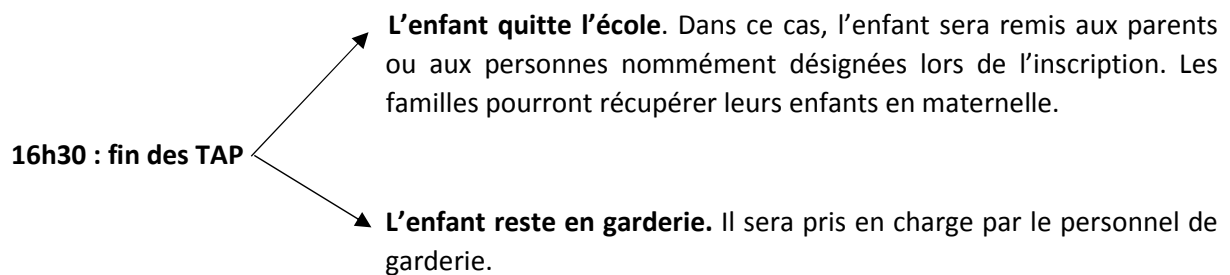 L’enfant quitte l’école. Dans ce cas, l’enfant sera remis aux parents
ou aux personnes nommément désignées lors de l’inscription. Les
familles pourront récupérer leurs enfants en maternelle.
16h30 : fin des TAP
L’enfant reste en garderie. Il sera pris en charge par le personnel de
garderie.